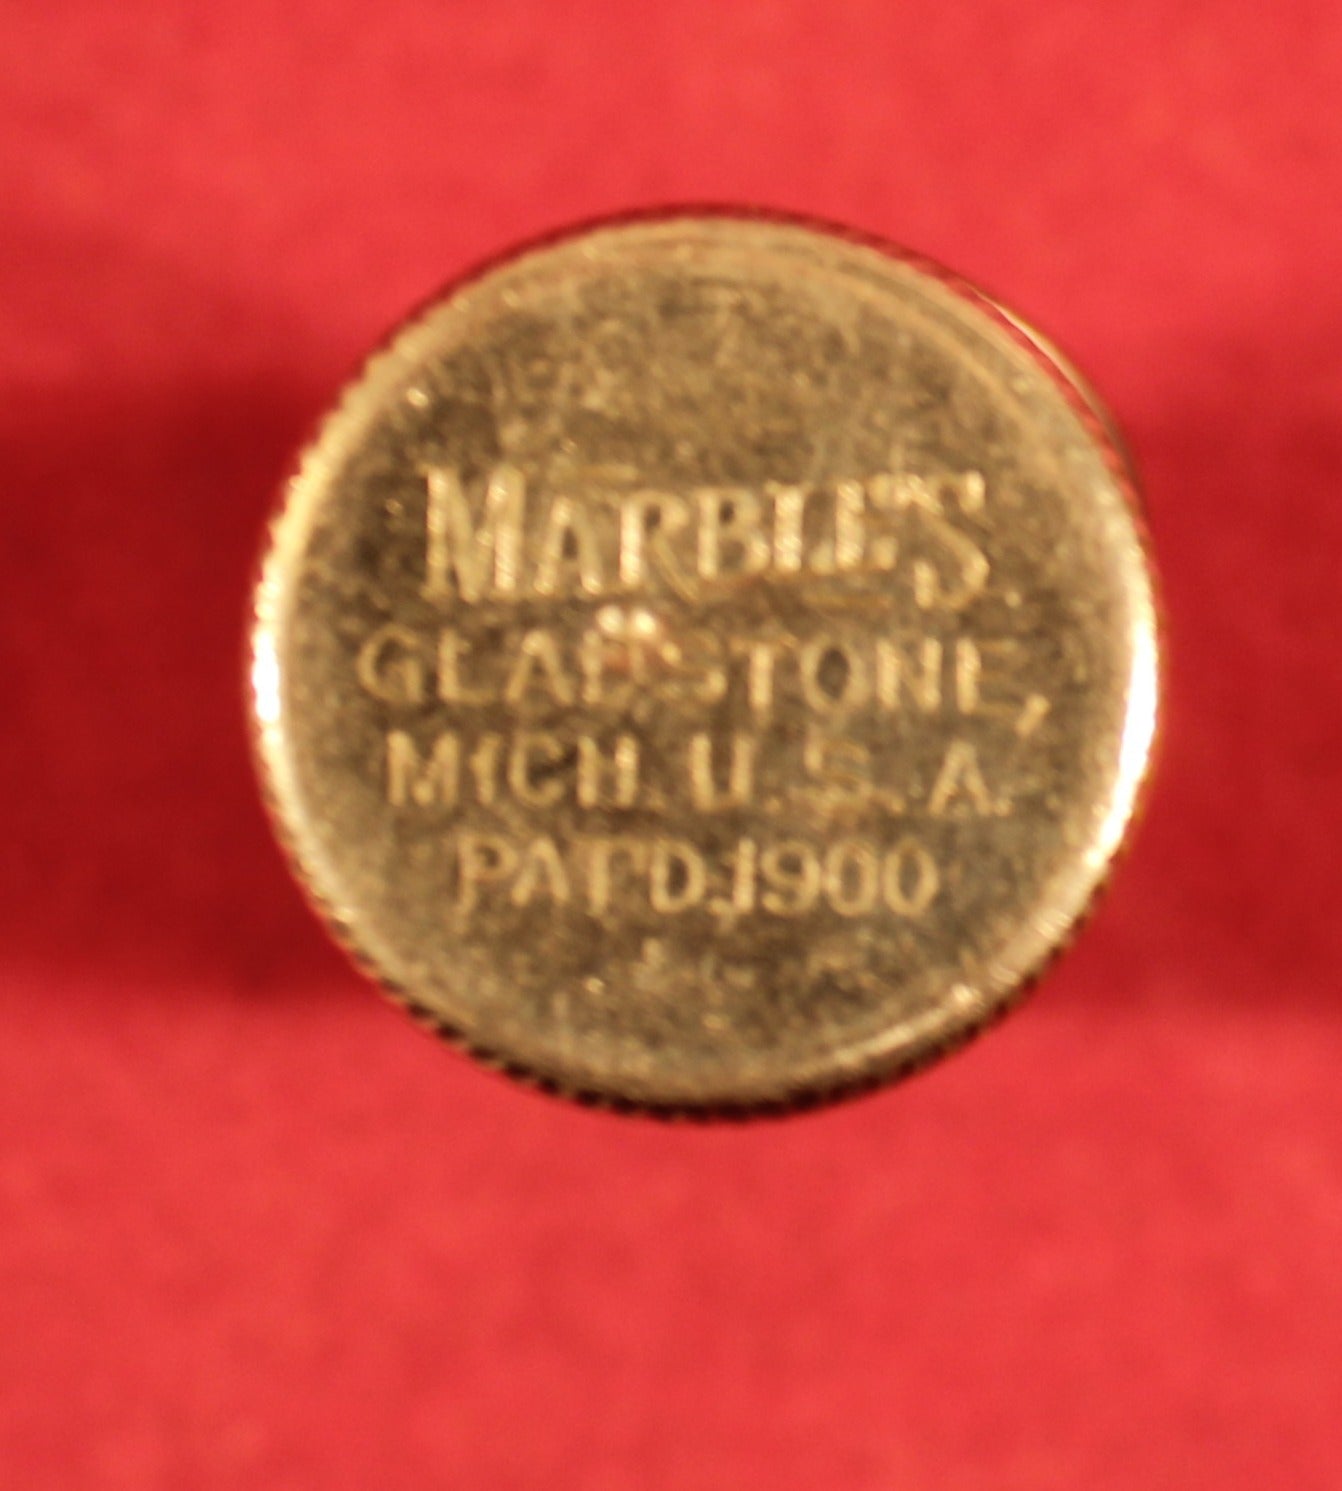 MARBLE'S
GLADSTONE,
MICH. U.S.A.
PAT'D. 1900